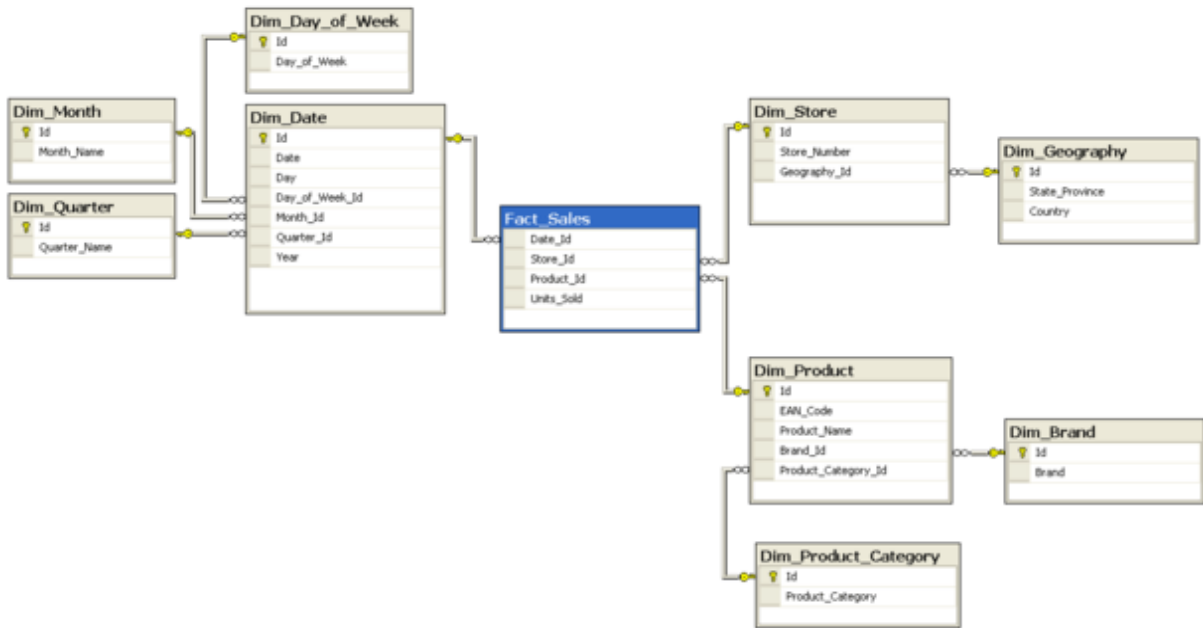 Dim_Day_of_Week
Id
Day_of_Week
Dim_Month
Id
Month_Name
Dim_Quarter
Id
Quarter_Name
Dim_Date
Id
Date
Day
Day_of_Week_Id
Month_Id
Quarter_Id
Year
Fact_Sales
Date_Id
Store_Id
Product_Id
Units_Sold
Dim_Store
Id
Store_Number
Geography_Id
Dim_Geography
Id
State_Province
Country
Dim_Product
Id
EAN_Code
Product_Name
Brand_Id
Product_Category_Id
Dim_Brand
Id
Brand
Dim_Product_Category
Id
Product_Category